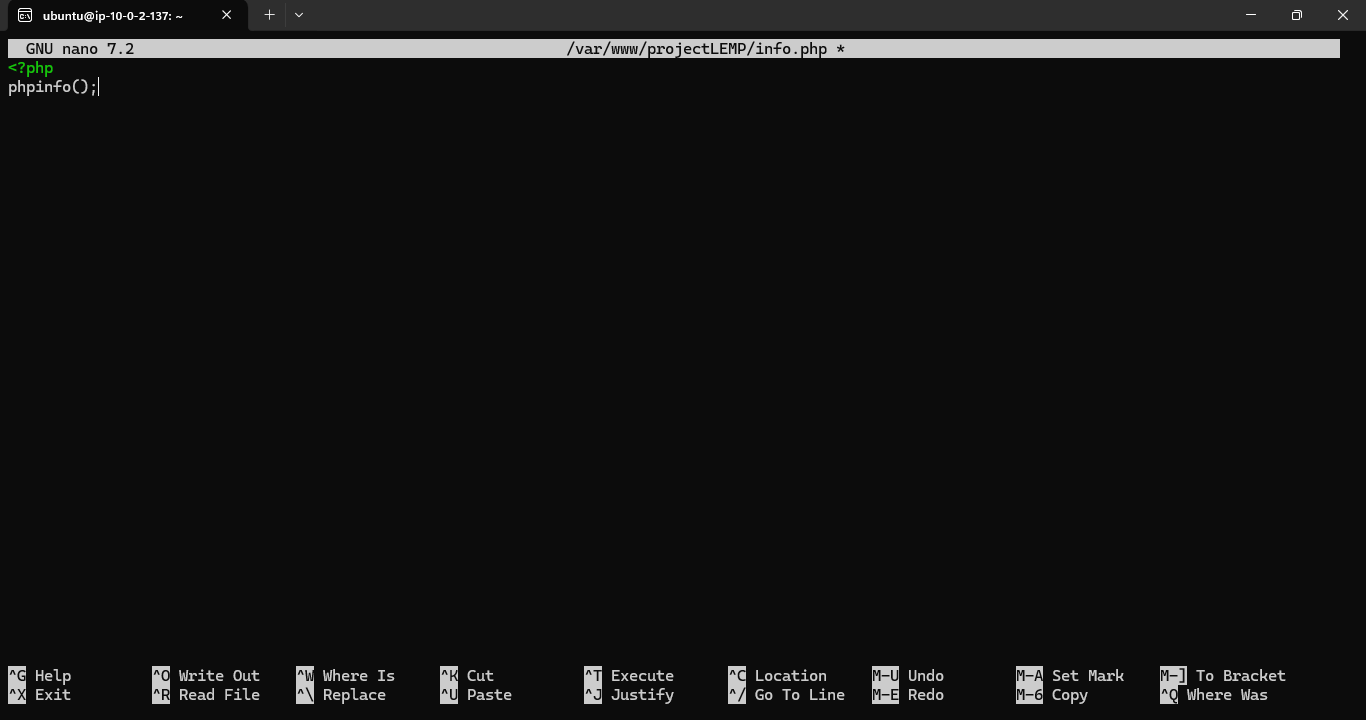 ubuntu@ip-10-0-2-137: ~
GNU nano 7.2 /var/www/projectLEMP/info.php *
<?php
phpinfo();
^G Help ^O Write Out ^W Where Is ^K Cut ^T Execute ^C Location M-U Undo M-A Set Mark M-] To Bracket
^X Exit ^R Read File ^\ Replace ^U Paste ^J Justify ^/ Go To Line M-E Redo M-6 Copy ^Q Where Was